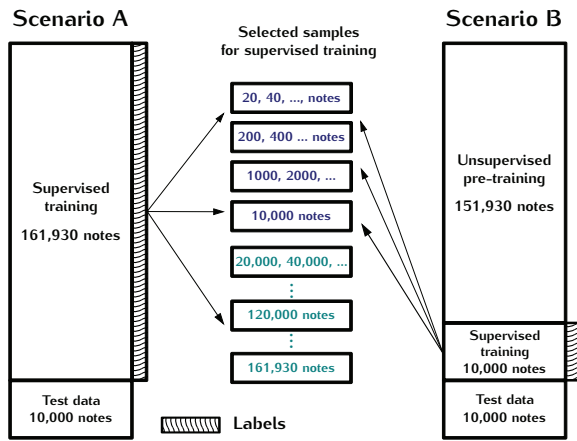 Scenario A
Supervised
training
161,930 notes
Test data
10,000 notes
Selected samples
for supervised training
20, 40, ..., notes
200, 400 ... notes
1000, 2000, ...
10,000 notes
20,000, 40,000, ...
120,000 notes
161,930 notes
Labels
Scenario B
Unsupervised
pre-training
151,930 notes
Supervised
training
10,000 notes
Test data
10,000 notes